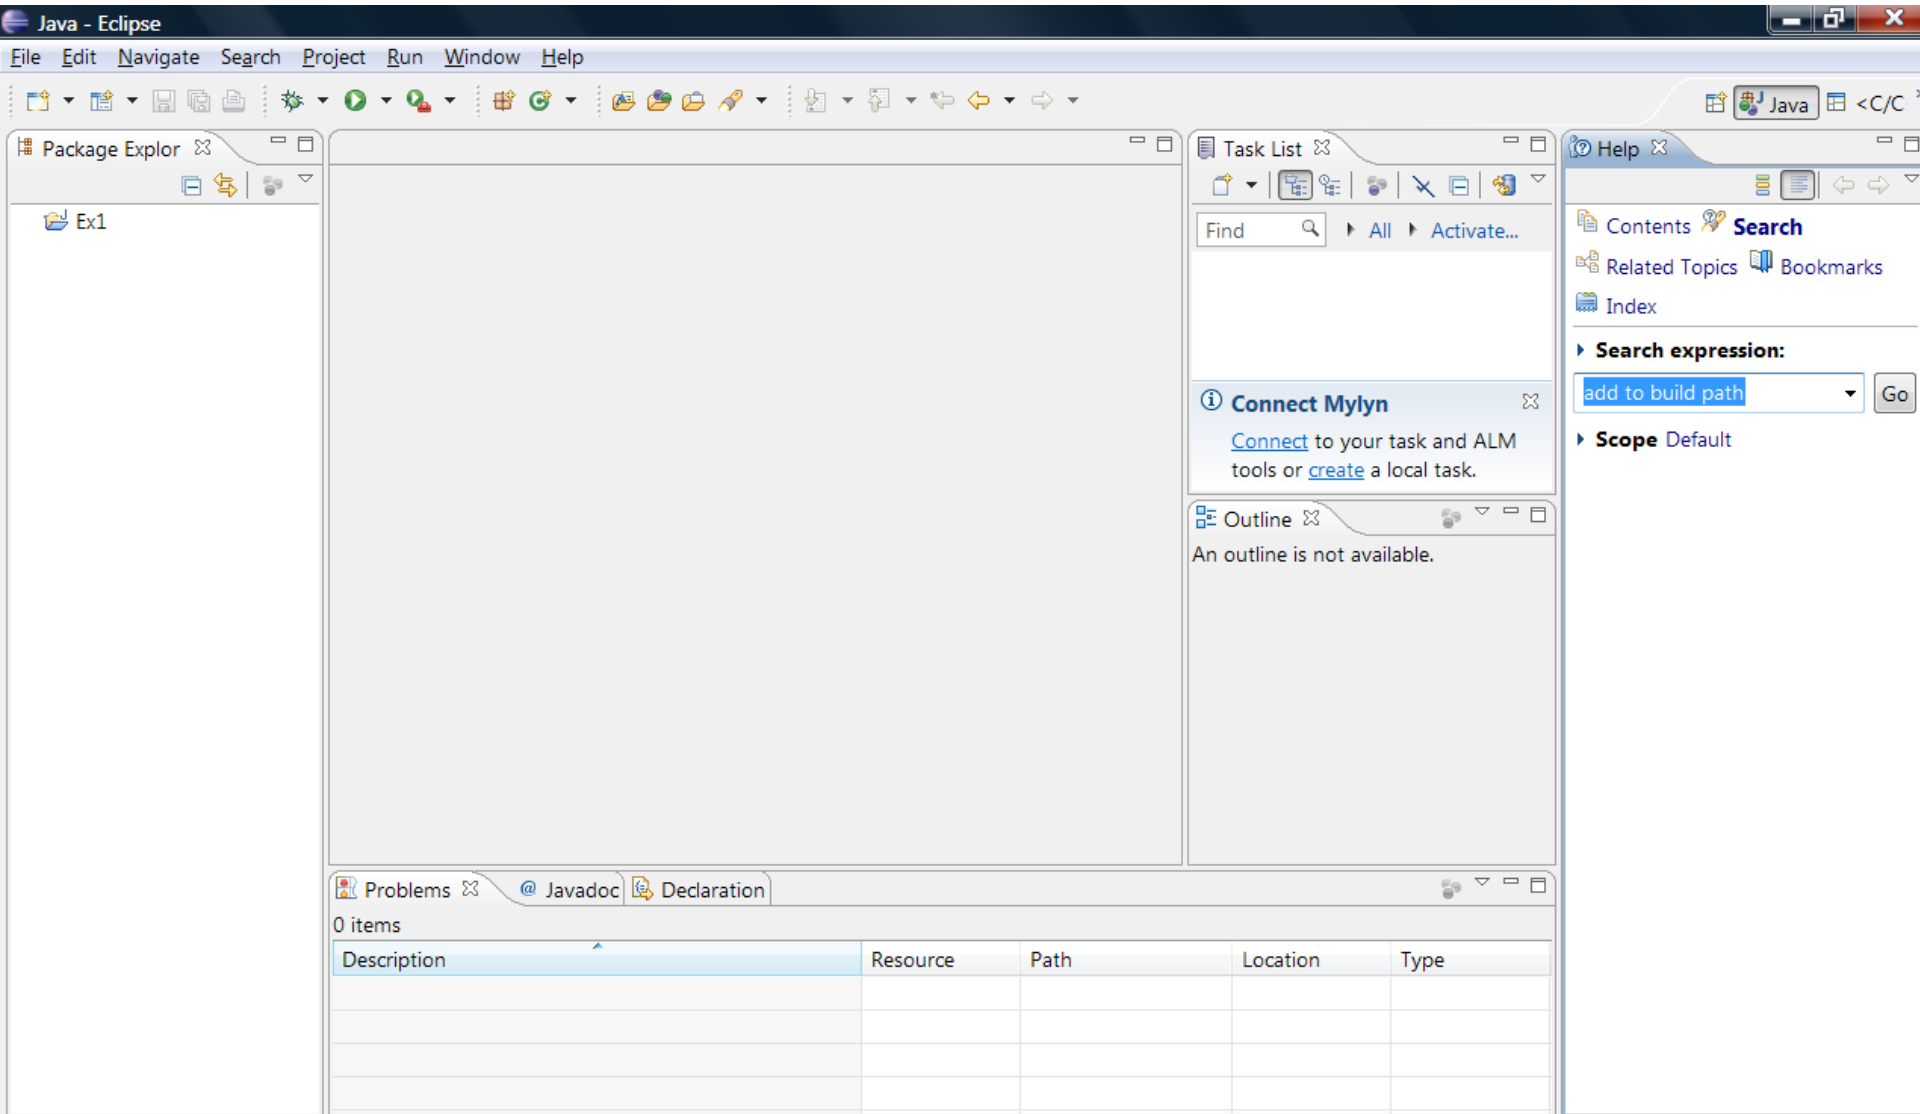 Java - Eclipse
File Edit Navigate Search Project Run Window Help
Java <C/C
Package Explor
Ex1
Task List
Find All Activate...
Connect Mylyn
Connect to your task and ALM
tools or create a local task.
Outline
An outline is not available.
Help
Contents Search
Related Topics Bookmarks
Index
Search expression:
add to build path Go
Scope Default
Problems @ Javadoc Declaration
0 items
Description Resource Path Location Type